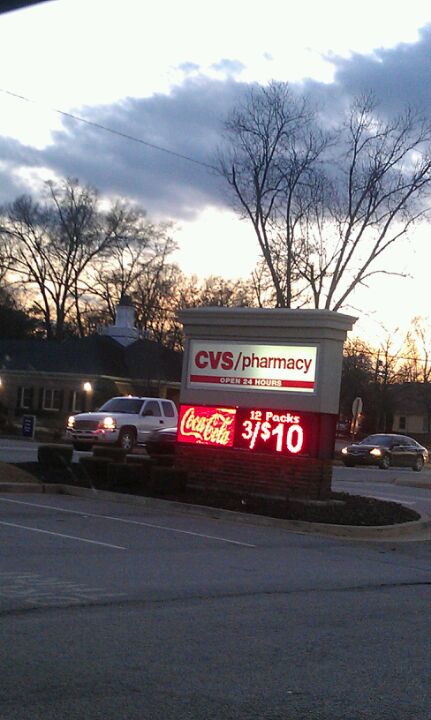 CVS/pharmacy
OPEN 24 HOURS
Coca-Cola
12 Packs
3/$10